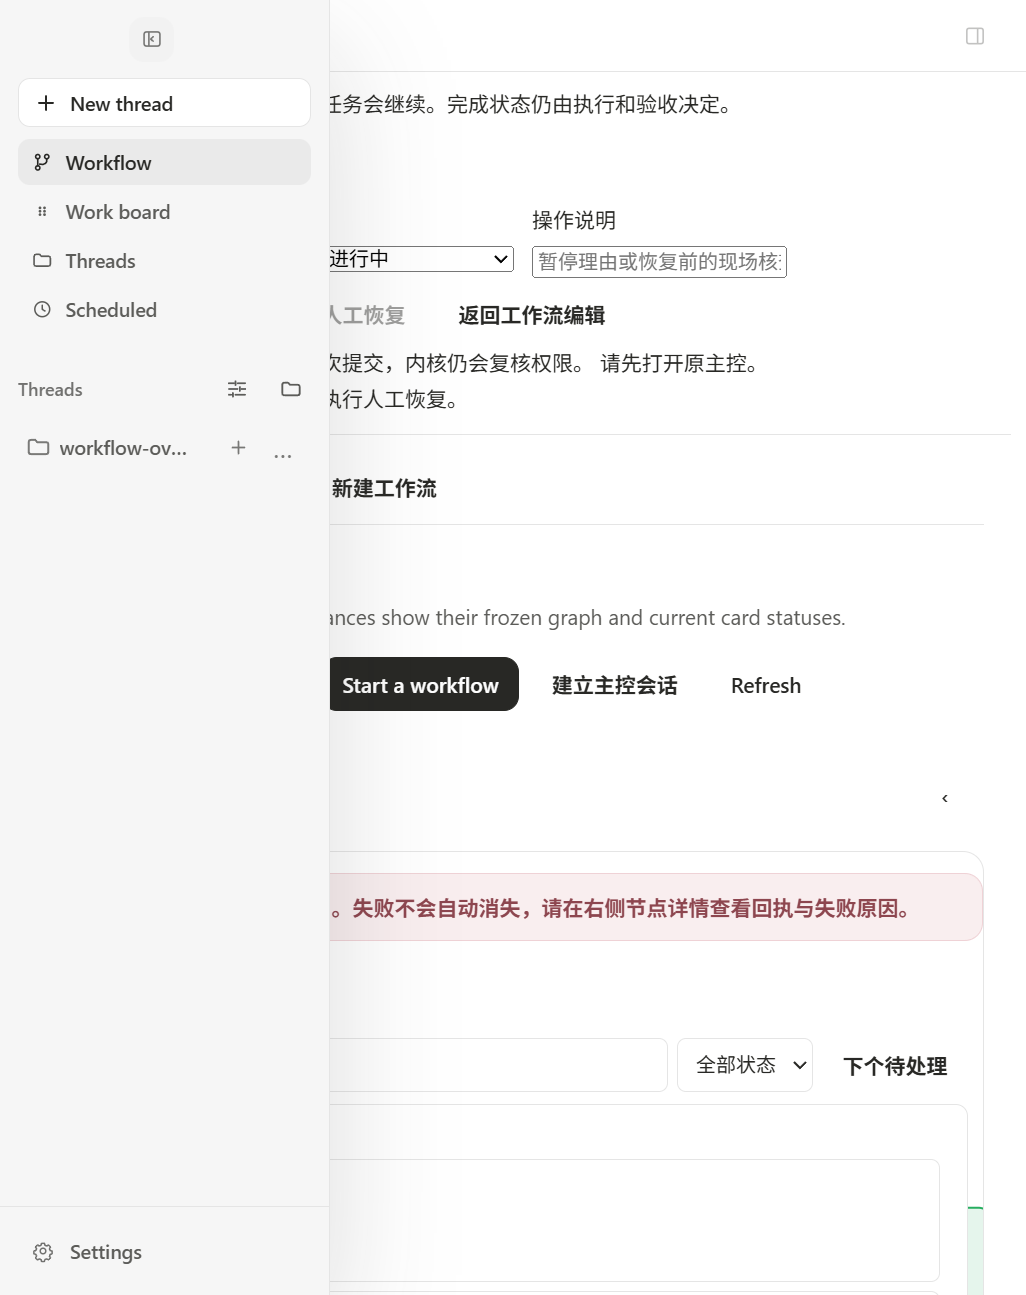 New thread
Workflow
Work board
Threads
Scheduled
Threads
workflow-ov...
Settings
任务会继续。完成状态仍由执行和验收决定。
操作说明
进行中
暂停理由或恢复前的现场核
人工恢复
返回工作流编辑
次提交，内核仍会复核权限。 请先打开原主控。
执行人工恢复。
新建工作流
ances show their frozen graph and current card statuses.
Start a workflow
建立主控会话
Refresh
。失败不会自动消失，请在右侧节点详情查看回执与失败原因。
全部状态
下个待处理